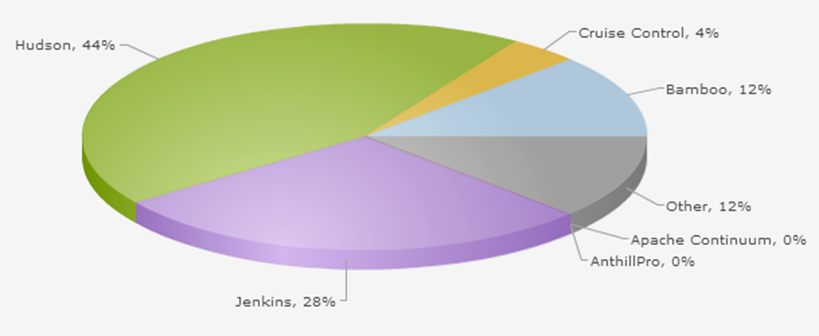 Cruise Control, 4%
Hudson, 44%
Bamboo, 12%
Other, 12%
Apache Continuum, 0%
AnthillPro, 0%
Jenkins, 28%